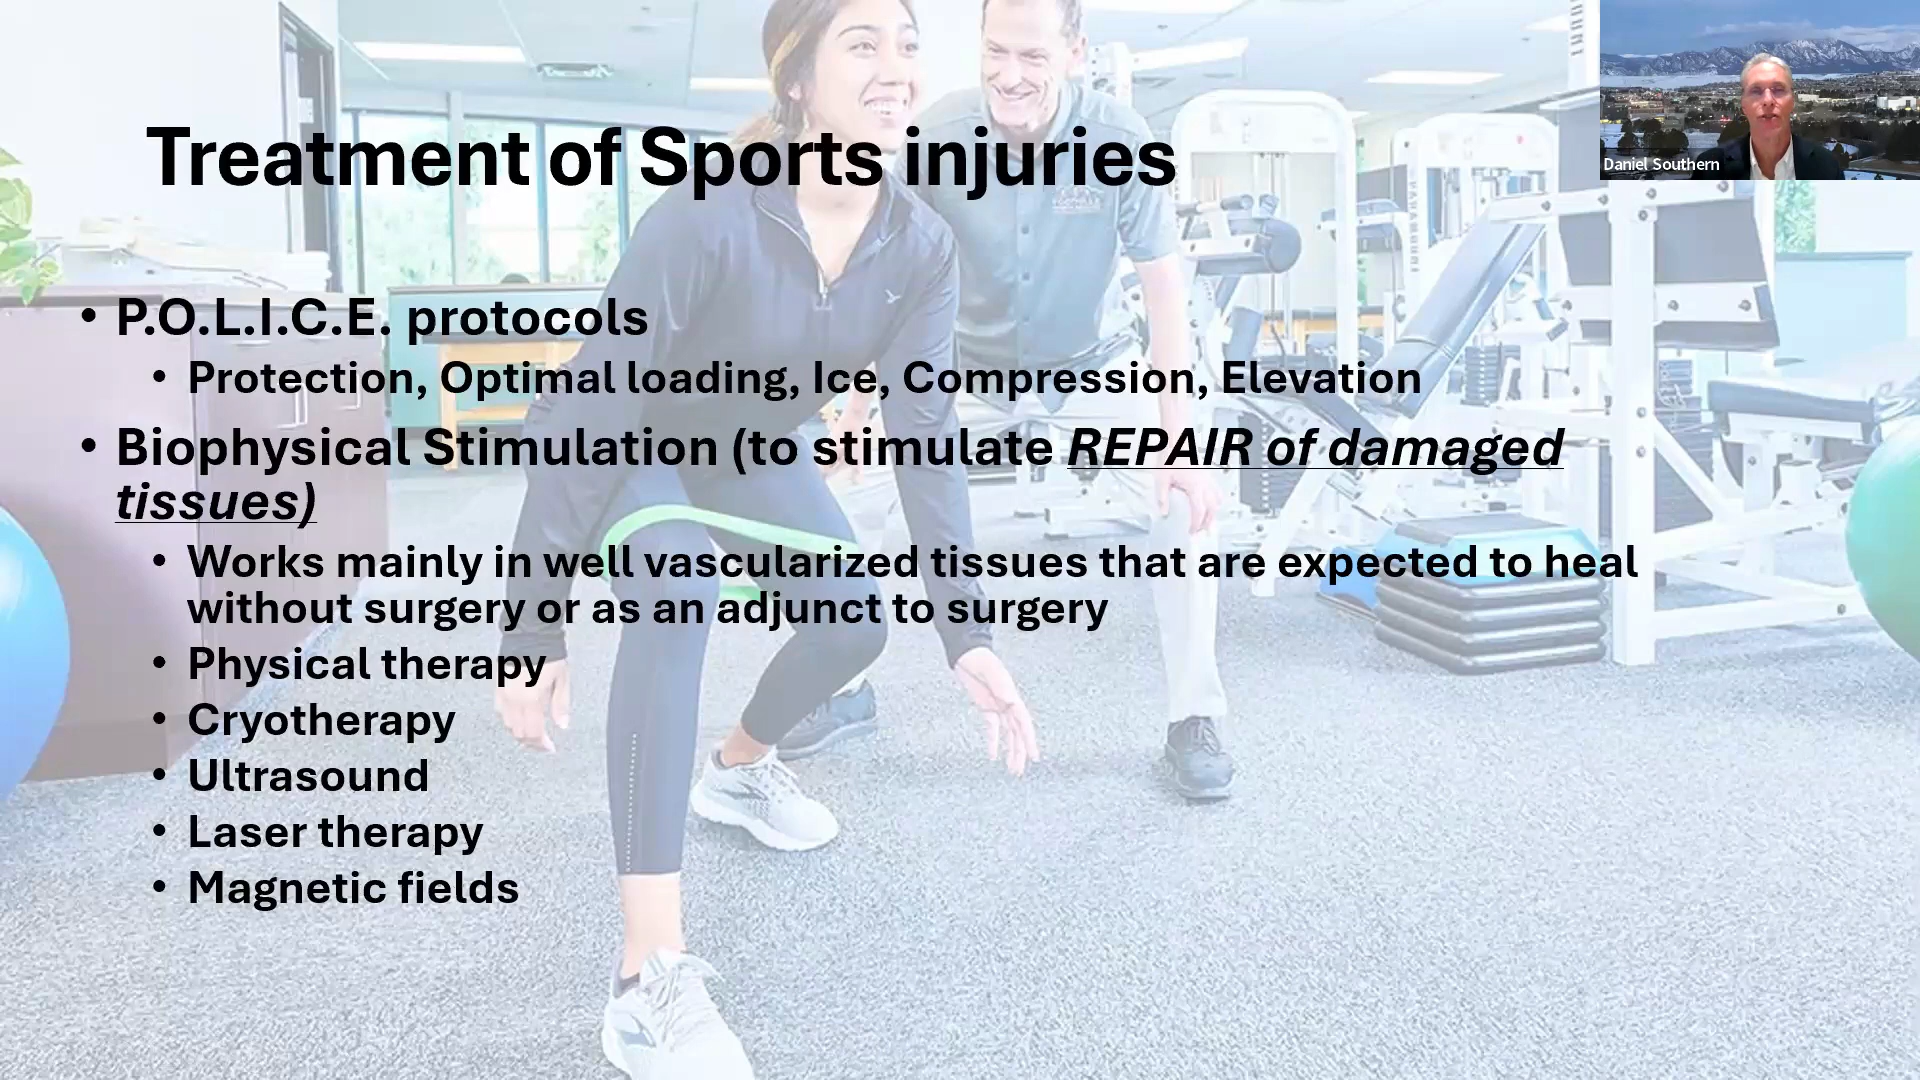 Treatment of Sports injuries
Daniel Southern
• P.O.L.I.C.E. protocols
• Protection, Optimal loading, Ice, Compression, Elevation
• Biophysical Stimulation (to stimulate REPAIR of damaged
tissues)
• Works mainly in well vascularized tissues that are expected to heal
without surgery or as an adjunct to surgery
• Physical therapy
• Cryotherapy
• Ultrasound
• Laser therapy
• Magnetic fields